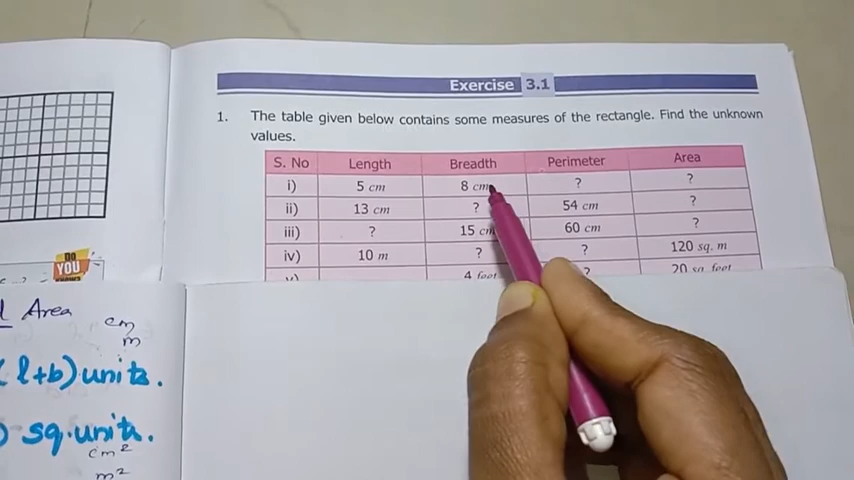 Exercise 3.1
1. The table given below contains some measures of the rectangle. Find the unknown
values.
S. No Length Breadth Perimeter Area
i) 5 cm 8 cm ? ?
ii) 13 cm ? 54 cm ?
iii) ? 15 cm 60 cm ?
iv) 10 m ? ? 120 sq. m
v) 4 feet ? 20 sq. feet
DO
YOU
Area
cm
m
(l+b) units.
sq. units.
cm²
m²